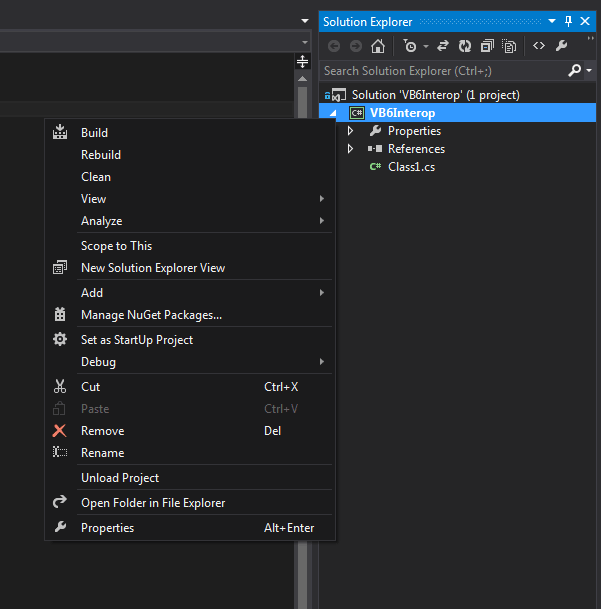 Solution Explorer
Search Solution Explorer (Ctrl+;)
Solution 'VB6Interop' (1 project)
C# VB6Interop
Properties
References
C# Class1.cs
Build
Rebuild
Clean
View
Analyze
Scope to This
New Solution Explorer View
Add
Manage NuGet Packages...
Set as StartUp Project
Debug
Cut Ctrl+X
Paste Ctrl+V
Remove Del
Rename
Unload Project
Open Folder in File Explorer
Properties Alt+Enter